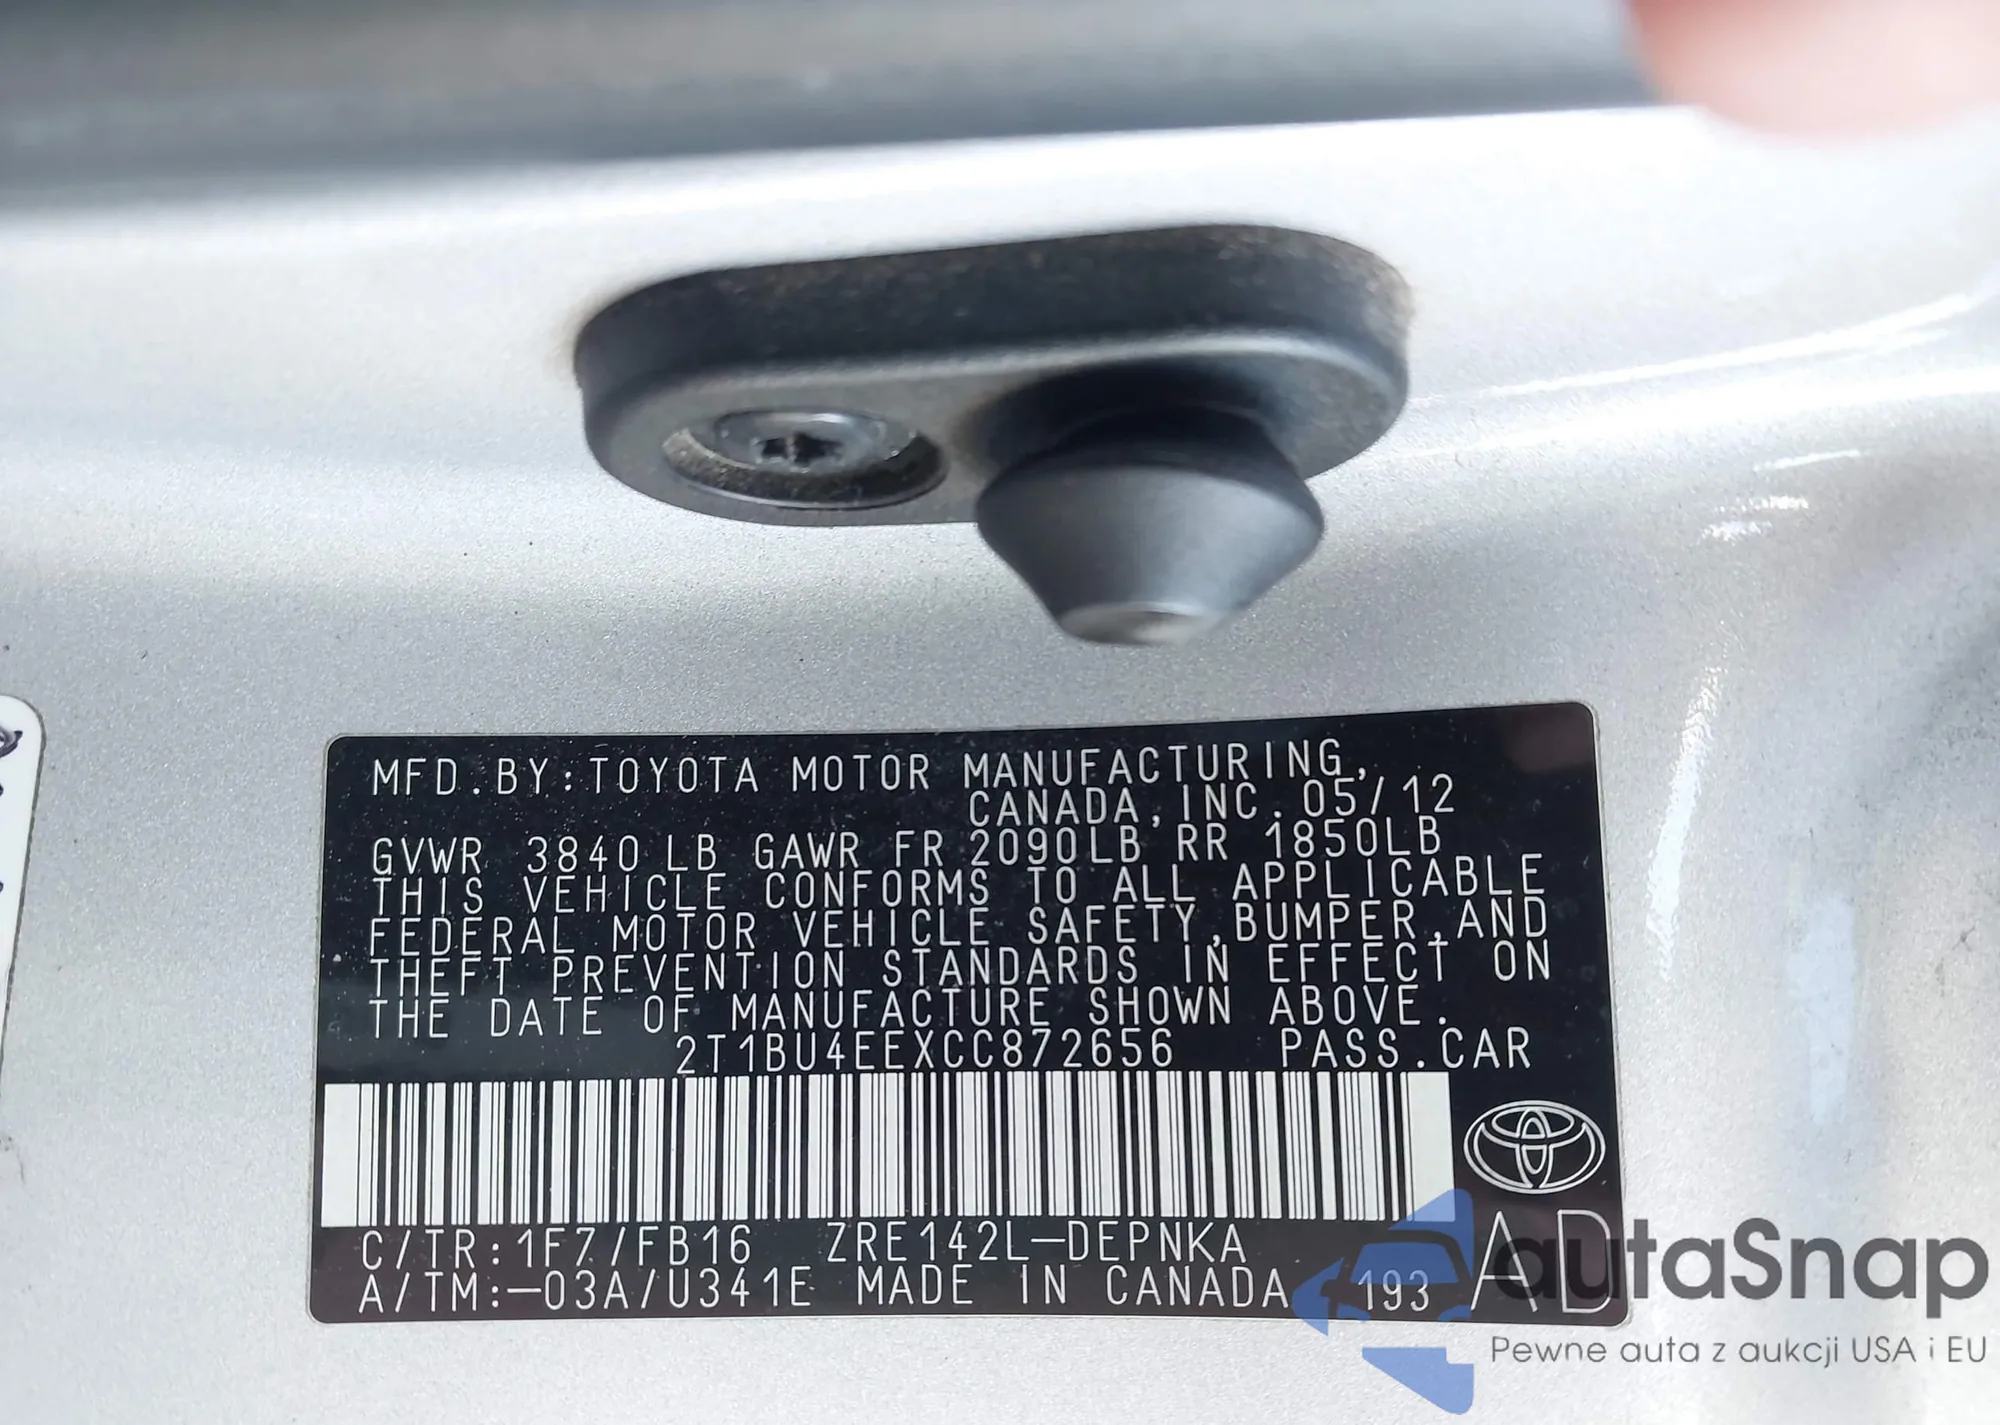 MFD.BY:TOYOTA MOTOR MANUFACTURING,
CANADA,INC.05/12
GVWR 3840LB GAWR FR 2090LB RR 1850LB
THIS VEHICLE CONFORMS TO ALL APPLICABLE
FEDERAL MOTOR VEHICLE SAFETY,BUMPER,AND
THEFT PREVENTION STANDARDS IN EFFECT ON
THE DATE OF MANUFACTURE SHOWN ABOVE.
2T1BU4EEXCC872656 PASS.CAR
C/TR:1F7/FB16 ZRE142L-DEPNKA
A/TM:-03A/U341E MADE IN CANADA 193 AD
autaSnap
Pewne auta z aukcji USA i EU